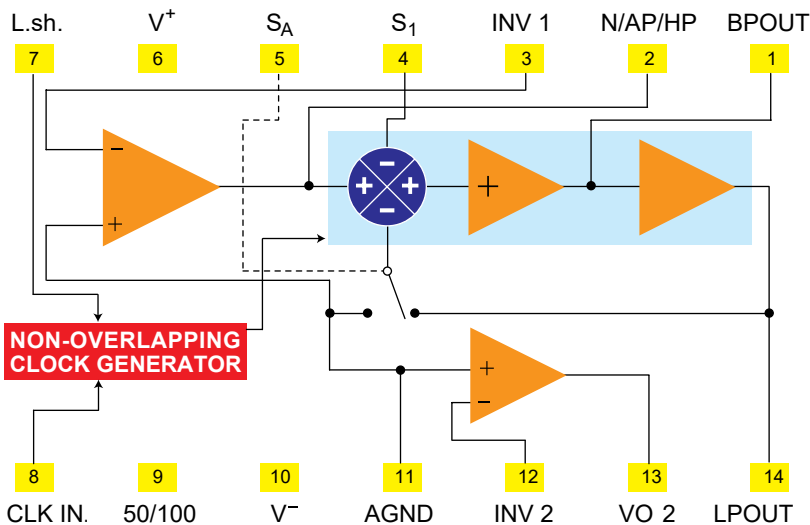 L.sh. V+ SA S1 INV 1 N/AP/HP BPOUT
7 6 5 4 3 2 1
− −
+ + +
+ −
NON-OVERLAPPING
CLOCK GENERATOR
+
−
8 9 10 11 12 13 14
CLK IN. 50/100 V− AGND INV 2 VO 2 LPOUT